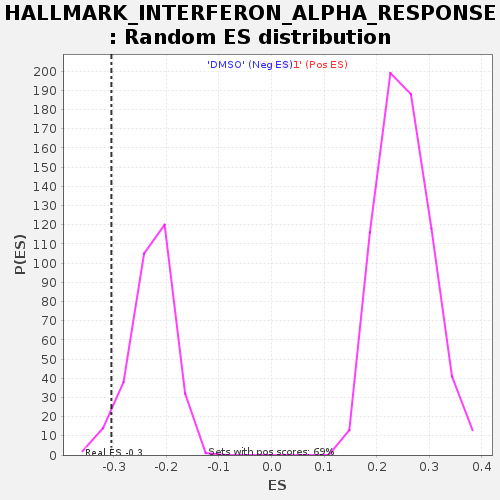 HALLMARK_INTERFERON_ALPHA_RESPONSE
: Random ES distribution
'DMSO' (Neg ES)1' (Pos ES)
200
190
180
170
160
150
140
130
120
110
100
90
80
70
60
50
40
30
20
10
0
P(ES)
Real ES -0.3
Sets with pos scores: 69%
-0.3 -0.2 -0.1 0.0 0.1 0.2 0.3 0.4
ES